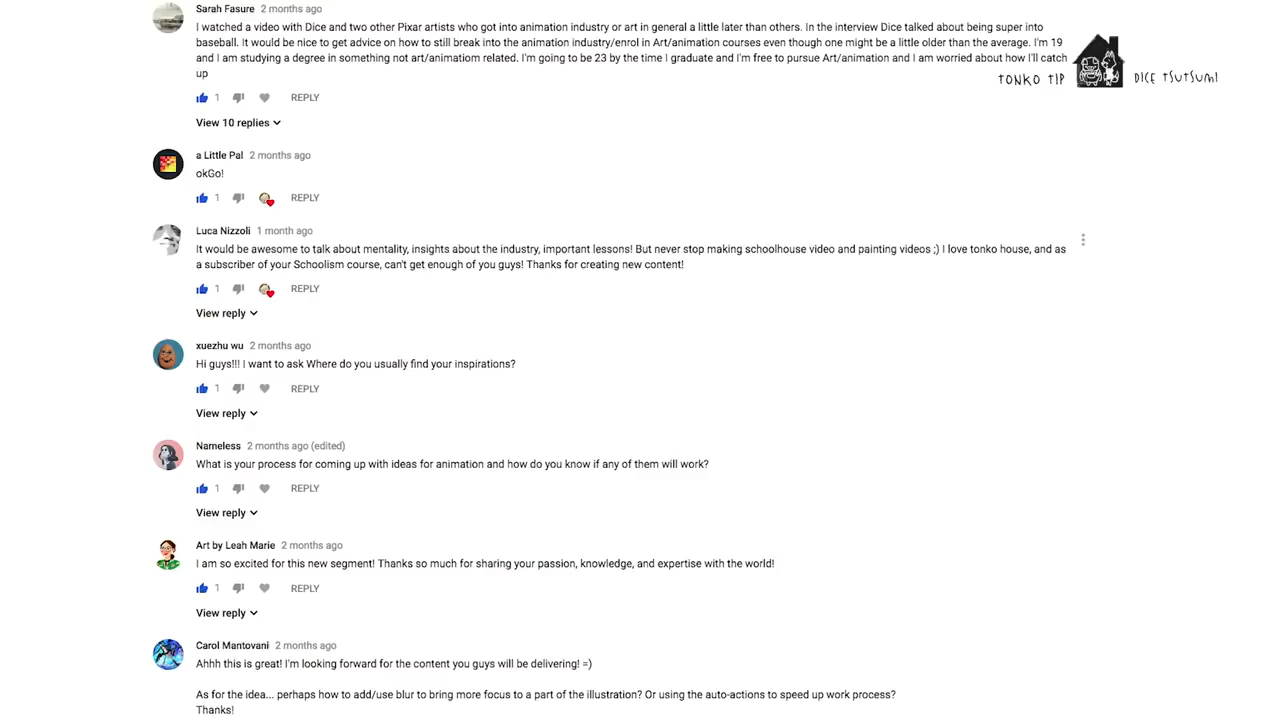 Sarah Fasure 2 months ago
I watched a video with Dice and two other Pixar artists who got into animation industry or art in general a little later than others. In the interview Dice talked about being super into
baseball. It would be nice to get advice on how to still break into the animation industry/enrol in Art/animation courses even though one might be a little older than the average. I'm 19
and I am studying a degree in something not art/animatiom related. I'm going to be 23 by the time I graduate and I'm free to pursue Art/animation and I am worried about how I'll catch
up
TONKO TIP DICE TSUTSUMI
1 REPLY
View 10 replies
a Little Pal 2 months ago
okGo!
1 REPLY
Luca Nizzoli 1 month ago
It would be awesome to talk about mentality, insights about the industry, important lessons! But never stop making schoolhouse video and painting videos ;) I love tonko house, and as
a subscriber of your Schoolism course, can't get enough of you guys! Thanks for creating new content!
1 REPLY
View reply
xuezhu wu 2 months ago
Hi guys!!! I want to ask Where do you usually find your inspirations?
1 REPLY
View reply
Nameless 2 months ago (edited)
What is your process for coming up with ideas for animation and how do you know if any of them will work?
1 REPLY
View reply
Art by Leah Marie 2 months ago
I am so excited for this new segment! Thanks so much for sharing your passion, knowledge, and expertise with the world!
1 REPLY
View reply
Carol Mantovani 2 months ago
Ahhh this is great! I'm looking forward for the content you guys will be delivering! =)
As for the idea... perhaps how to add/use blur to bring more focus to a part of the illustration? Or using the auto-actions to speed up work process?
Thanks!